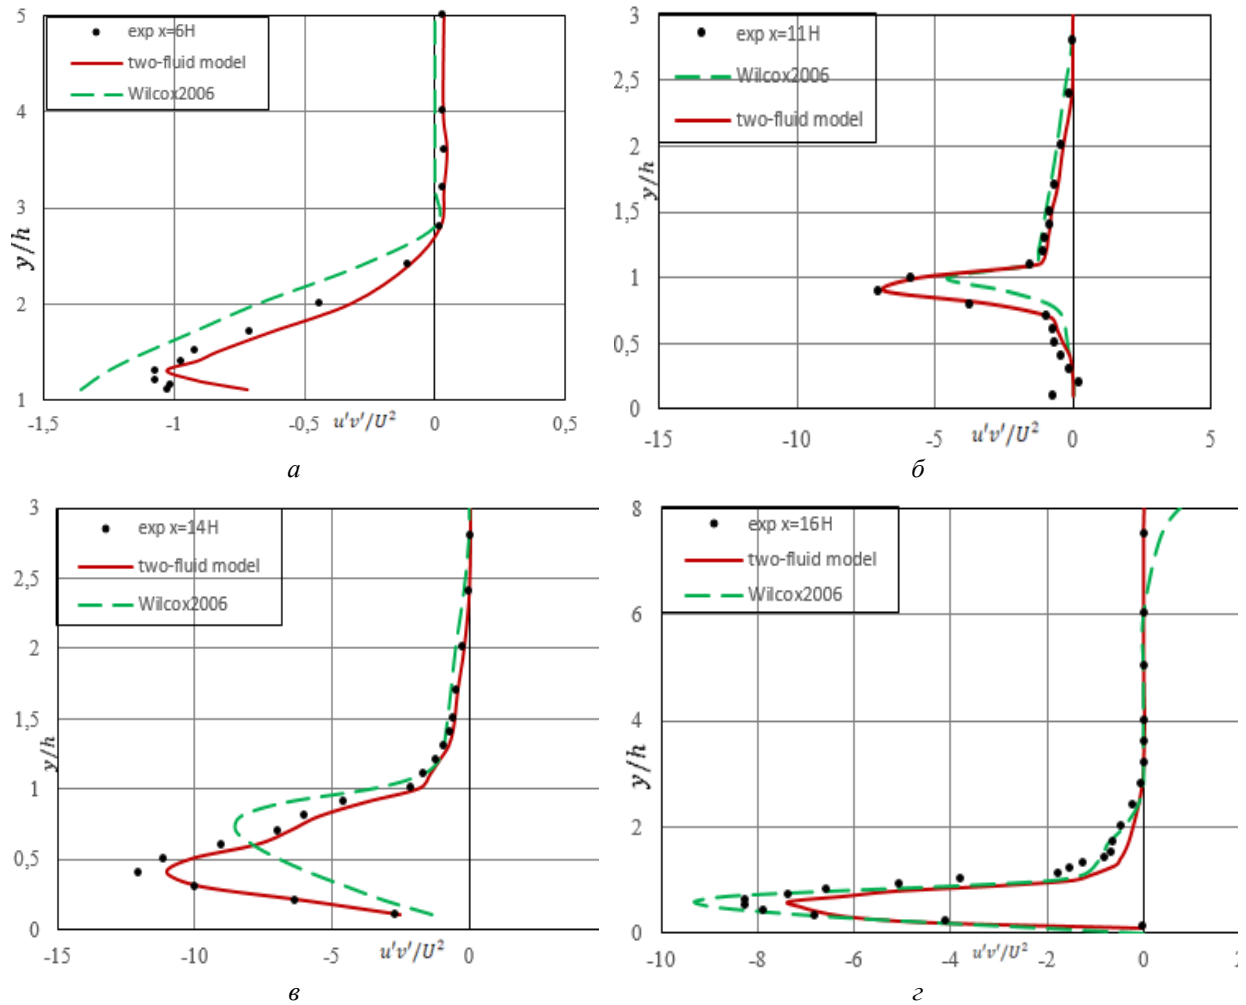 5
exp x=6H
two-fluid model
Wilcox2006
4
3
y/h
2
1
-1,5
-1
-0,5
u'v'/U²
0
0,5
а
3
exp x=11H
Wilcox2006
two-fluid model
2,5
2
y/h
1,5
1
0,5
0
-15
-10
-5
u'v'/U²
0
5
б
3
exp x=14H
two-fluid model
Wilcox2006
2,5
2
1,5
y/h
1
0,5
0
-15
-10
-5
u'v'/U²
0
в
8
exp x=16H
two-fluid model
Wilcox2006
6
4
y/h
2
0
-10
-8
-6
-4
-2
u'v'/U²
0
2
г